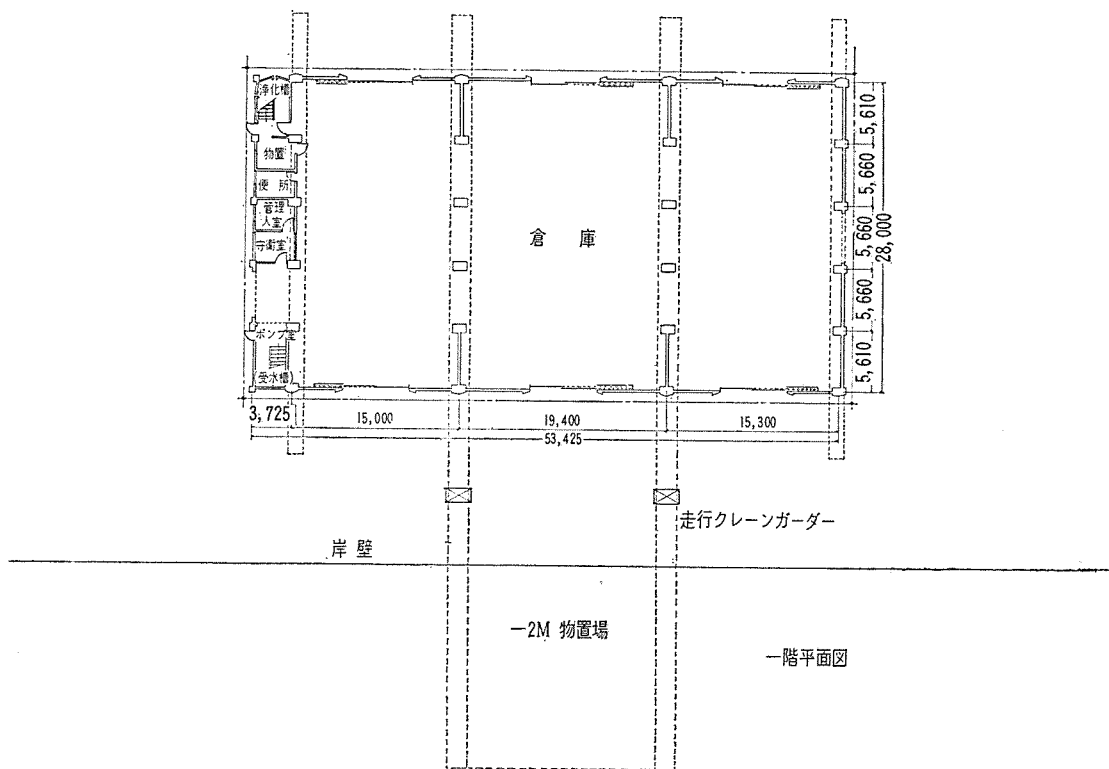 浄化槽
物置
便 所
管理
人室
守衛室
ポンプ室
(受水槽)
倉 庫
5,610
5,660
5,660
5,660
5,610
28,000
3,725
15,000
19,400
15,300
53,425
走行クレーンガーダー
岸 壁
−2M 物置場
一階平面図